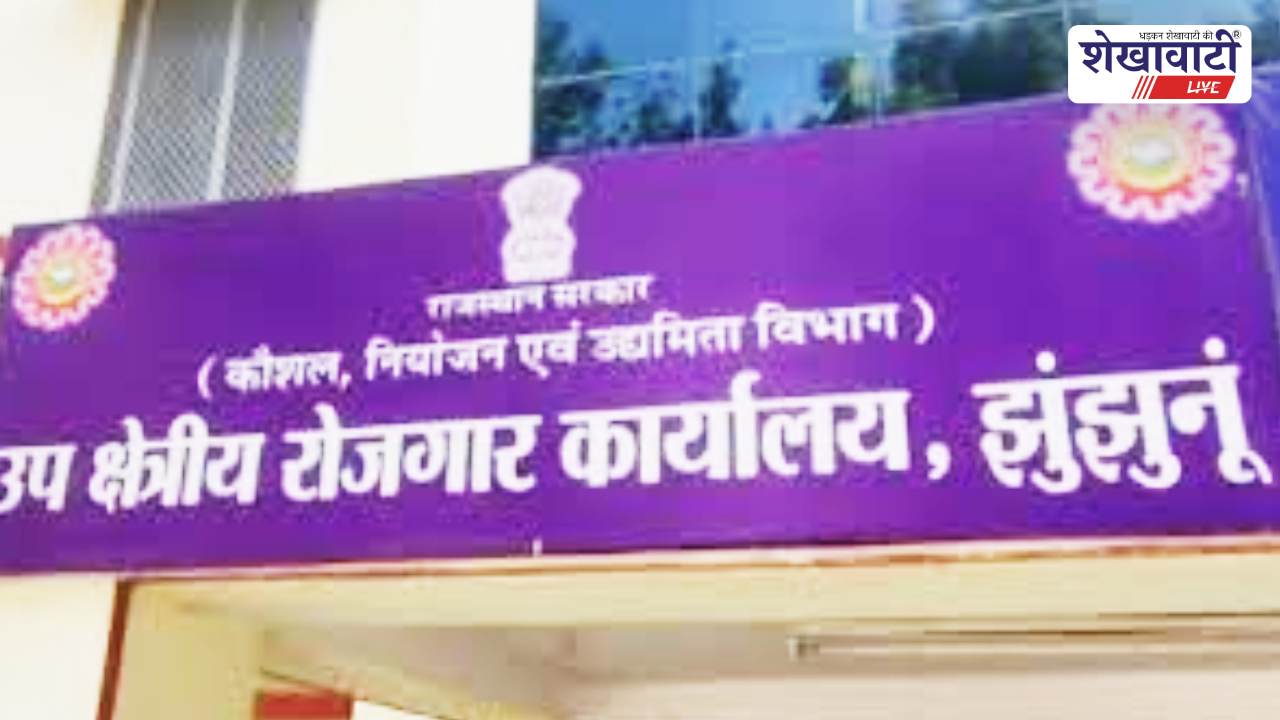 धड़कन शेखावाटी की
शेखावाटी®
LIVE
राजस्थान सरकार
( कौशल, नियोजन एवं उद्यमिता विभाग )
उप क्षेत्रीय रोजगार कार्यालय, झुंझुनूं